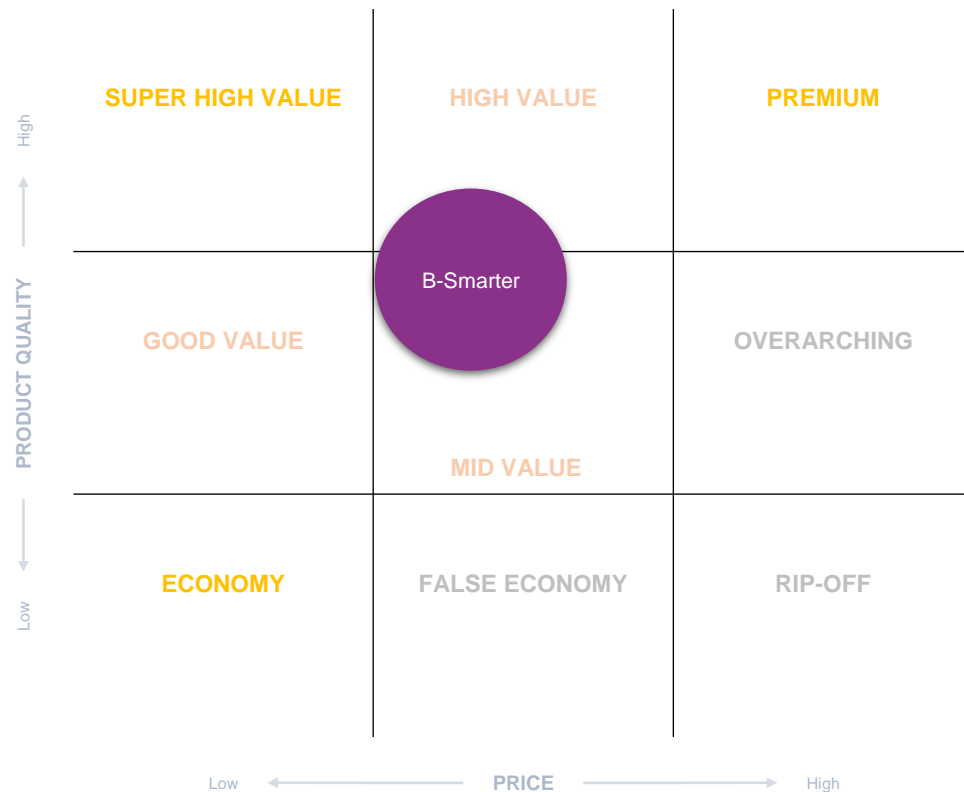 SUPER HIGH VALUE
HIGH VALUE
PREMIUM
High
B-Smarter
PRODUCT QUALITY
GOOD VALUE
OVERARCHING
MID VALUE
ECONOMY
FALSE ECONOMY
RIP-OFF
Low
Low
PRICE
High